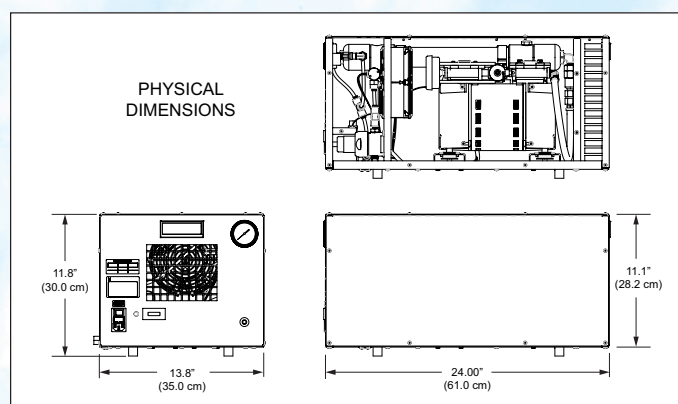 PHYSICAL
DIMENSIONS
11.8”
(30.0 cm)
13.8”
(35.0 cm)
24.00”
(61.0 cm)
11.1”
(28.2 cm)